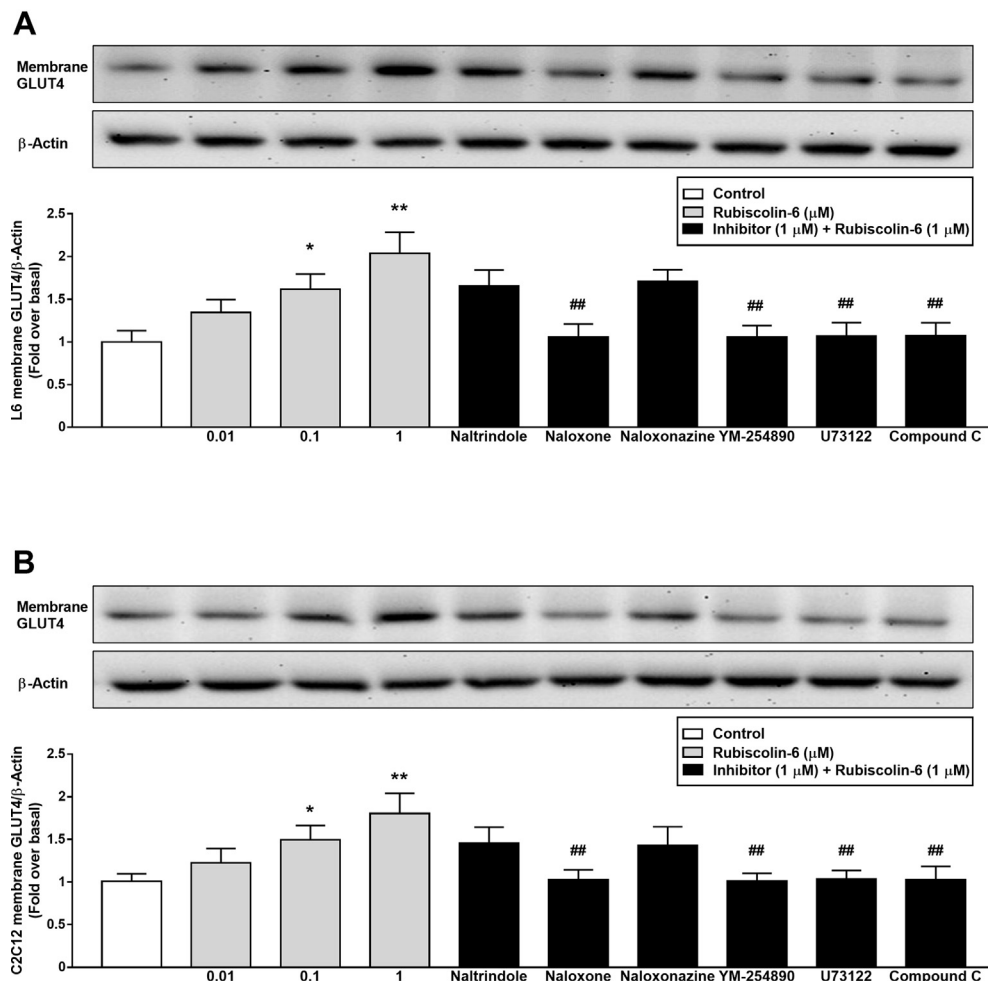 A
Membrane
GLUT4
β-Actin
Control
Rubiscolin-6 (μM)
Inhibitor (1 μM) + Rubiscolin-6 (1 μM)
L6 membrane GLUT4/β-Actin
(Fold over basal)
2.5
2
1.5
1
0.5
0
*
**
##
##
##
##
0.01 0.1 1 Naltrindole Naloxone Naloxonazine YM-254890 U73122 Compound C
B
Membrane
GLUT4
β-Actin
Control
Rubiscolin-6 (μM)
Inhibitor (1 μM) + Rubiscolin-6 (1 μM)
C2C12 membrane GLUT4/β-Actin
(Fold over basal)
2.5
2
1.5
1
0.5
0
*
**
##
##
##
##
0.01 0.1 1 Naltrindole Naloxone Naloxonazine YM-254890 U73122 Compound C